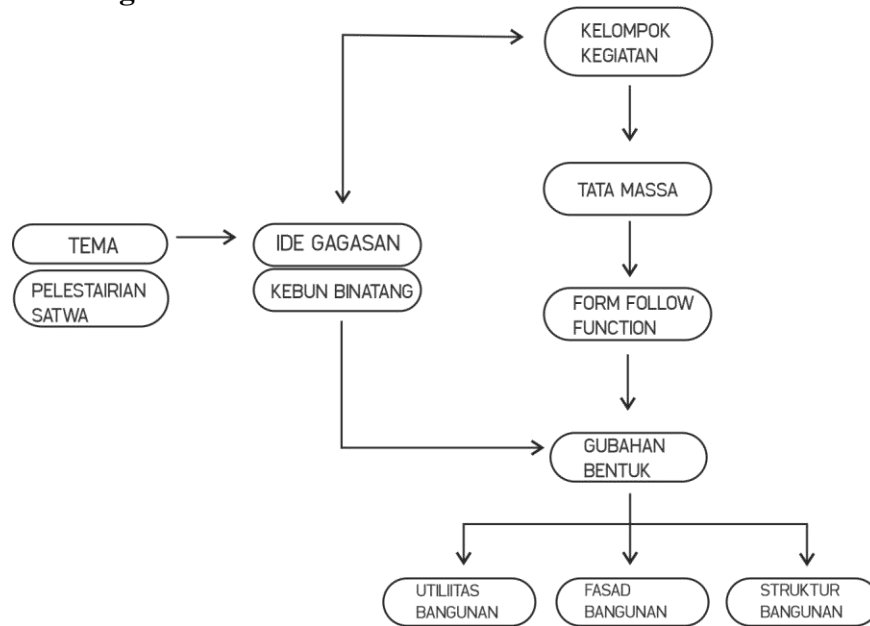 KELOMPOK
KEGIATAN
TATA MASSA
TEMA
PELESTAIRIAN
SATWA
IDE GAGASAN
KEBUN BINATANG
FORM FOLLOW
FUNCTION
GUBAHAN
BENTUK
UTILIITAS
BANGUNAN
FASAD
BANGUNAN
STRUKTUR
BANGUNAN